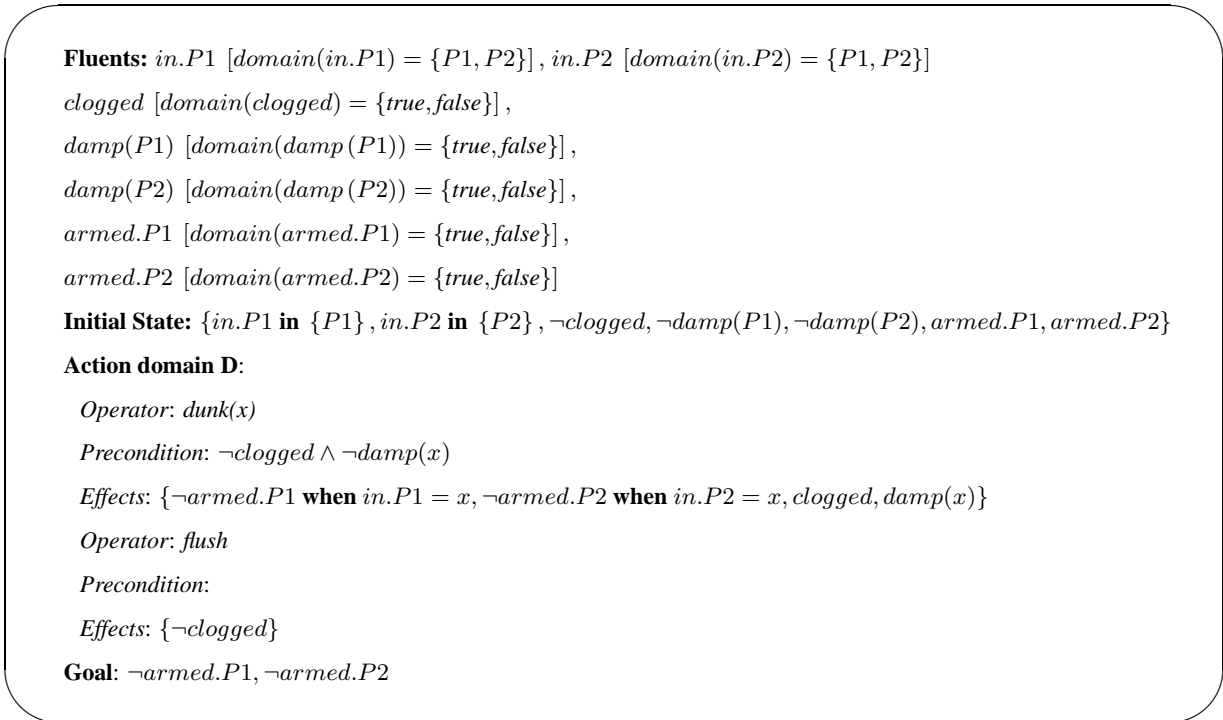 Fluents: in.P1 [domain(in.P1) = {P1, P2}] , in.P2 [domain(in.P2) = {P1, P2}]
clogged [domain(clogged) = {true,false}] ,
damp(P1) [domain(damp (P1)) = {true,false}] ,
damp(P2) [domain(damp (P2)) = {true,false}] ,
armed.P1 [domain(armed.P1) = {true,false}] ,
armed.P2 [domain(armed.P2) = {true,false}]
Initial State: {in.P1 in {P1} , in.P2 in {P2} , ¬clogged, ¬damp(P1), ¬damp(P2), armed.P1, armed.P2}
Action domain D:
Operator: dunk(x)
Precondition: ¬clogged ∧ ¬damp(x)
Effects: {¬armed.P1 when in.P1 = x, ¬armed.P2 when in.P2 = x, clogged, damp(x)}
Operator: flush
Precondition:
Effects: {¬clogged}
Goal: ¬armed.P1, ¬armed.P2